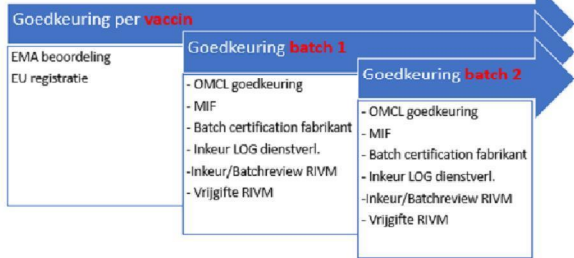 Goedkeuring per vaccin
EMA beoordeling
EU registratie
Goedkeuring batch 1
- OMCL goedkeuring
- MIF
- Batch certification fabrikant
- Inkeur LOG dienstverl.
-Inkeur/Batchreview RIVM
- Vrijgifte RIVM
Goedkeuring batch 2
- OMCL goedkeuring
- MIF
- Batch certification fabrikant
- Inkeur LOG dienstverl.
-Inkeur/Batchreview RIVM
- Vrijgifte RIVM